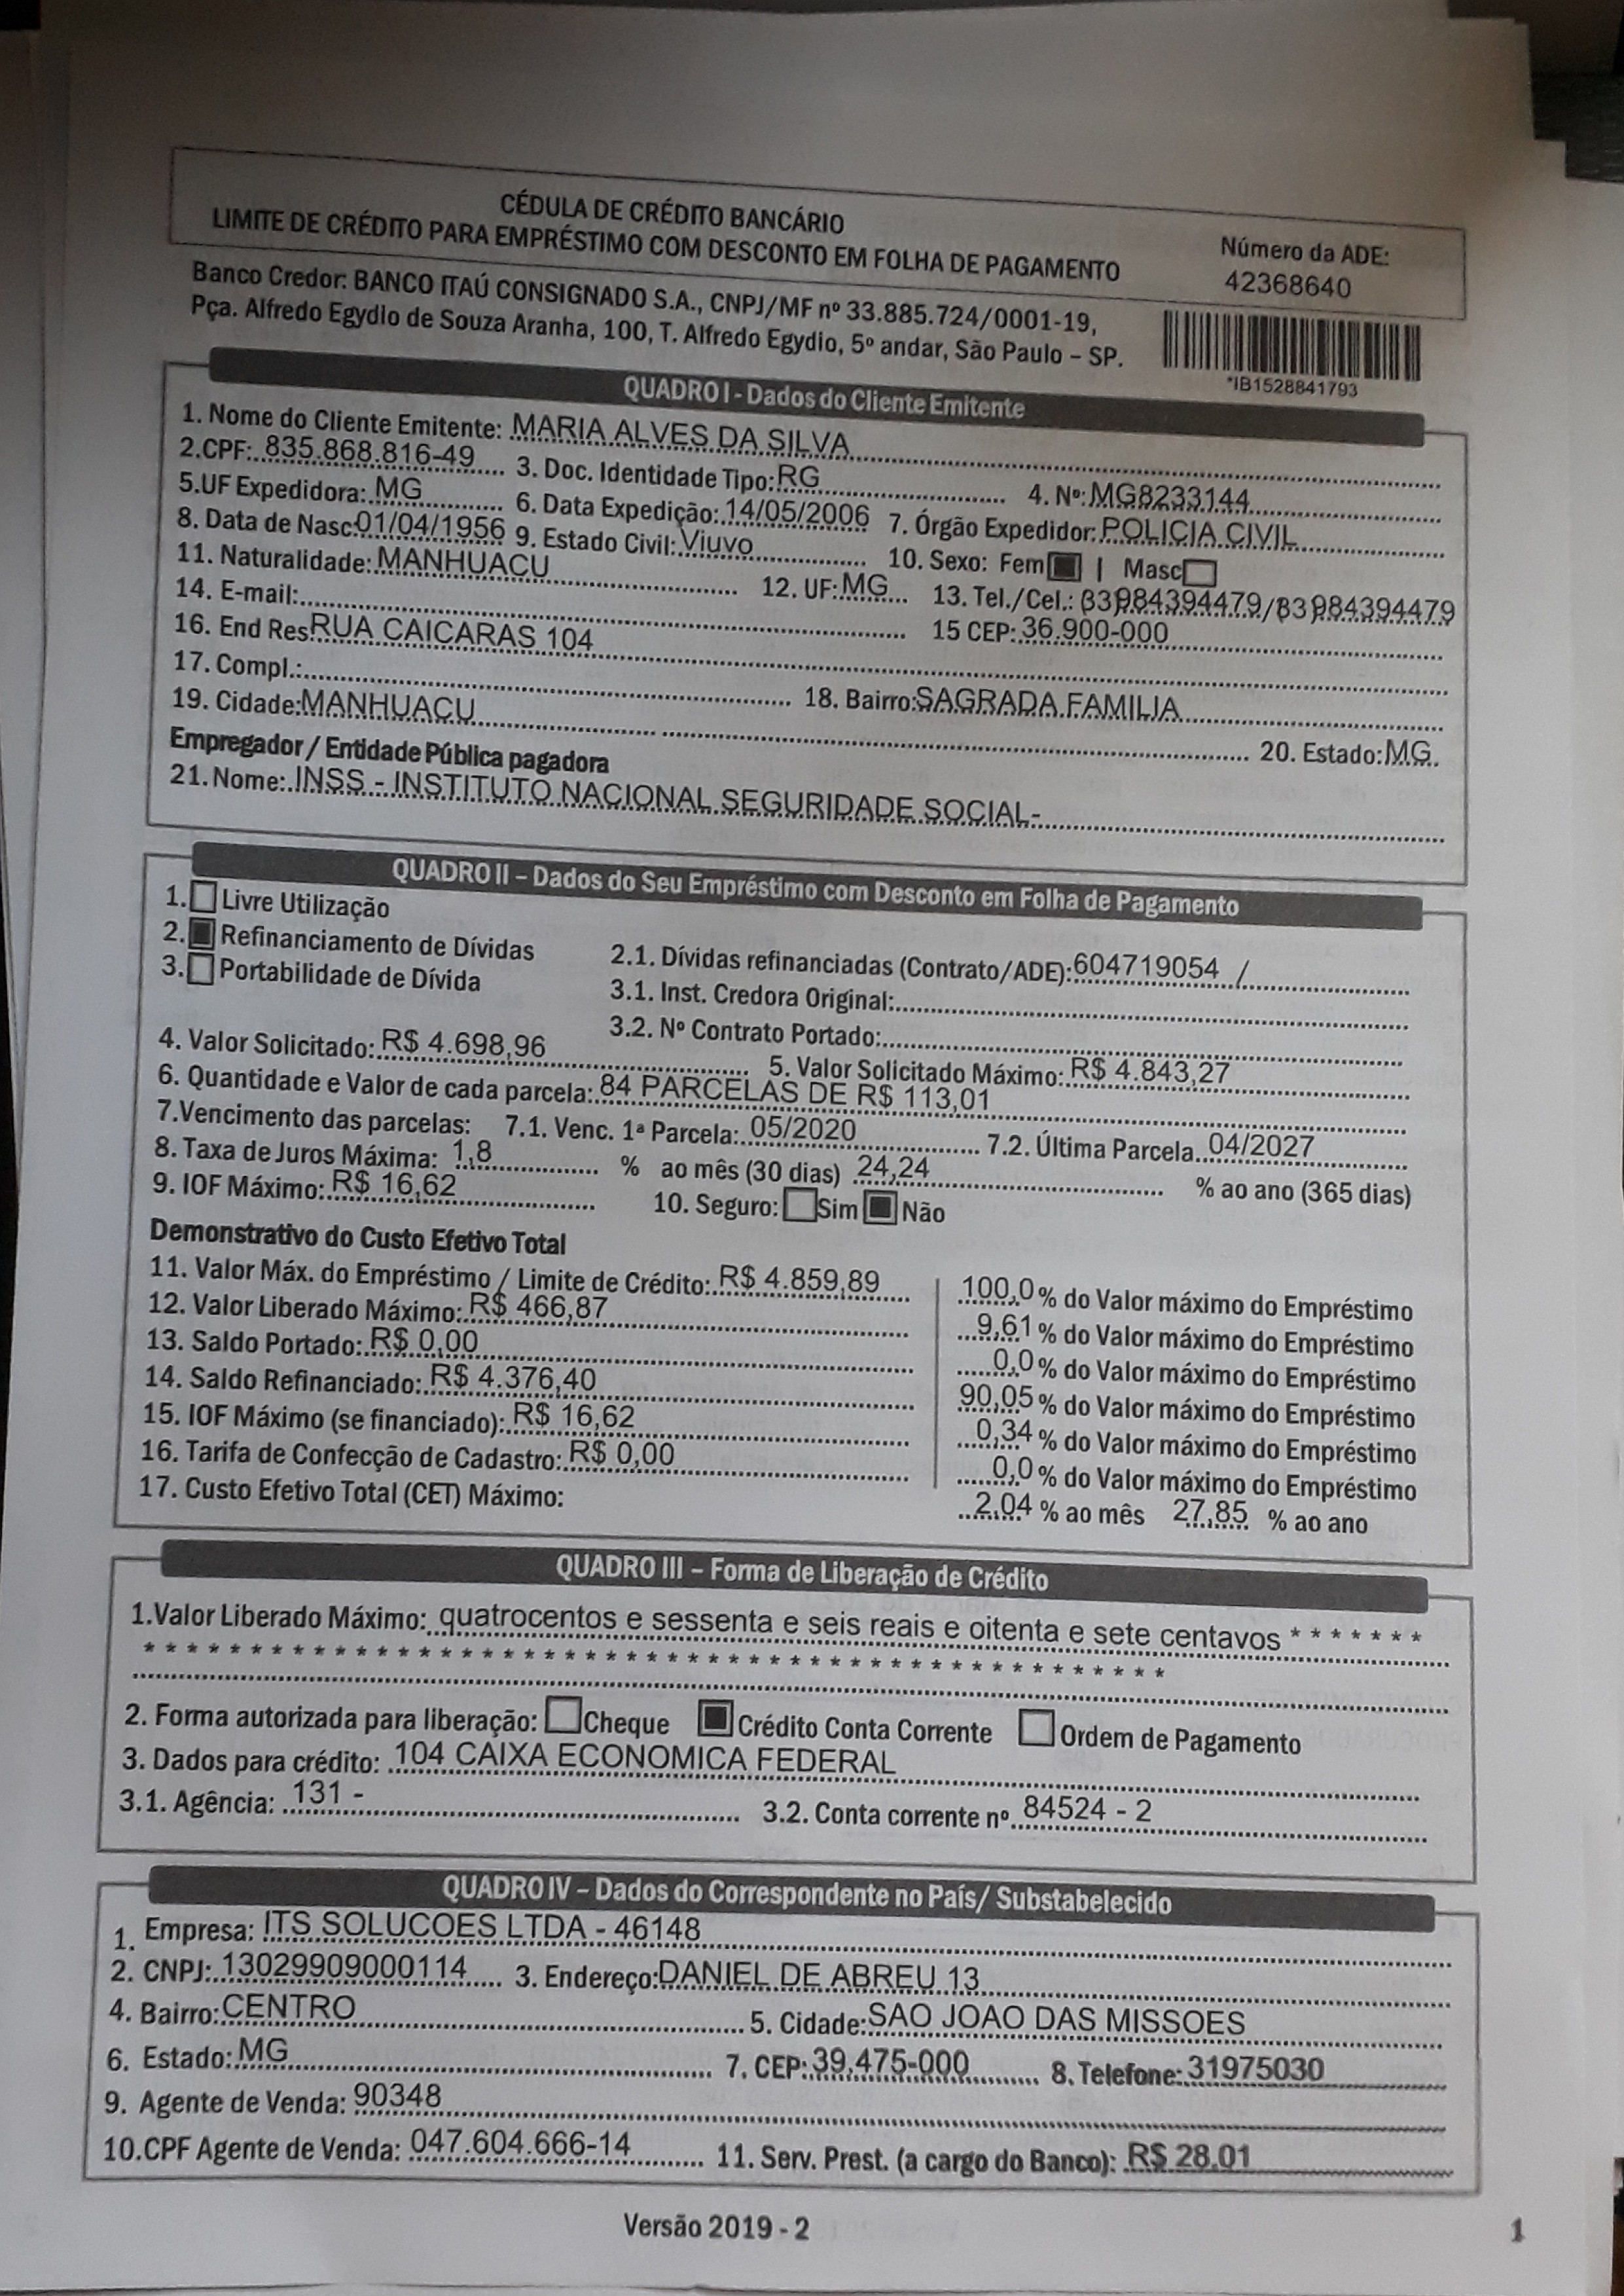 CÉDULA DE CRÉDITO BANCÁRIO
LIMITE DE CRÉDITO PARA EMPRÉSTIMO COM DESCONTO EM FOLHA DE PAGAMENTO
Número da ADE:
42368640
Banco Credor: BANCO ITAÚ CONSIGNADO S.A., CNPJ/MF nº 33.885.724/0001-19,
Pça. Alfredo Egydio de Souza Aranha, 100, T. Alfredo Egydio, 5º andar, São Paulo – SP.
*IB1528841793
QUADRO I - Dados do Cliente Emitente
1. Nome do Cliente Emitente: MARIA ALVES DA SILVA
2.CPF: 835.868.816-49 3. Doc. Identidade Tipo: RG 4. Nº: MG8233144
5.UF Expedidora: MG 6. Data Expedição: 14/05/2006 7. Órgão Expedidor: POLICIA CIVIL
8. Data de Nasc: 01/04/1956 9. Estado Civil: Viuvo 10. Sexo: Fem | Masc
11. Naturalidade: MANHUACU 12. UF: MG 13. Tel./Cel.: (33)984394479/(33)984394479
14. E-mail: 15 CEP: 36.900-000
16. End Res RUA CAICARAS 104
17. Compl.: 18. Bairro: SAGRADA FAMILIA
19. Cidade: MANHUACU 20. Estado: MG
Empregador / Entidade Pública pagadora
21. Nome: INSS - INSTITUTO NACIONAL SEGURIDADE SOCIAL-
QUADRO II – Dados do Seu Empréstimo com Desconto em Folha de Pagamento
1. Livre Utilização
2. Refinanciamento de Dívidas 2.1. Dívidas refinanciadas (Contrato/ADE): 604719054 /
3. Portabilidade de Dívida 3.1. Inst. Credora Original:
3.2. Nº Contrato Portado:
4. Valor Solicitado: R$ 4.698,96 5. Valor Solicitado Máximo: R$ 4.843,27
6. Quantidade e Valor de cada parcela: 84 PARCELAS DE R$ 113,01
7.Vencimento das parcelas: 7.1. Venc. 1ª Parcela: 05/2020 7.2. Última Parcela 04/2027
8. Taxa de Juros Máxima: 1,8 % ao mês (30 dias) 24,24 % ao ano (365 dias)
9. IOF Máximo: R$ 16,62 10. Seguro: Sim Não
Demonstrativo do Custo Efetivo Total
11. Valor Máx. do Empréstimo / Limite de Crédito: R$ 4.859,89 100,0 % do Valor máximo do Empréstimo
12. Valor Liberado Máximo: R$ 466,87 9,61 % do Valor máximo do Empréstimo
13. Saldo Portado: R$ 0,00 0,0 % do Valor máximo do Empréstimo
14. Saldo Refinanciado: R$ 4.376,40 90,05 % do Valor máximo do Empréstimo
15. IOF Máximo (se financiado): R$ 16,62 0,34 % do Valor máximo do Empréstimo
16. Tarifa de Confecção de Cadastro: R$ 0,00 0,0 % do Valor máximo do Empréstimo
17. Custo Efetivo Total (CET) Máximo: 2,04 % ao mês 27,85 % ao ano
QUADRO III – Forma de Liberação de Crédito
1.Valor Liberado Máximo: quatrocentos e sessenta e seis reais e oitenta e sete centavos * * * * * * *
* * * * * * * * * * * * * * * * * * * * * * * * * * * * * * * * * * * * * * * * * * * * * * * * * *
2. Forma autorizada para liberação: Cheque Crédito Conta Corrente Ordem de Pagamento
3. Dados para crédito: 104 CAIXA ECONOMICA FEDERAL
3.1. Agência: 131 - 3.2. Conta corrente nº 84524 - 2
QUADRO IV – Dados do Correspondente no País/ Substabelecido
1. Empresa: ITS SOLUCOES LTDA - 46148
2. CNPJ: 13029909000114 3. Endereço: DANIEL DE ABREU 13
4. Bairro: CENTRO 5. Cidade: SAO JOAO DAS MISSOES
6. Estado: MG 7. CEP: 39.475-000 8. Telefone: 31975030
9. Agente de Venda: 90348
10.CPF Agente de Venda: 047.604.666-14 11. Serv. Prest. (a cargo do Banco): R$ 28.01
Versão 2019 - 2
1